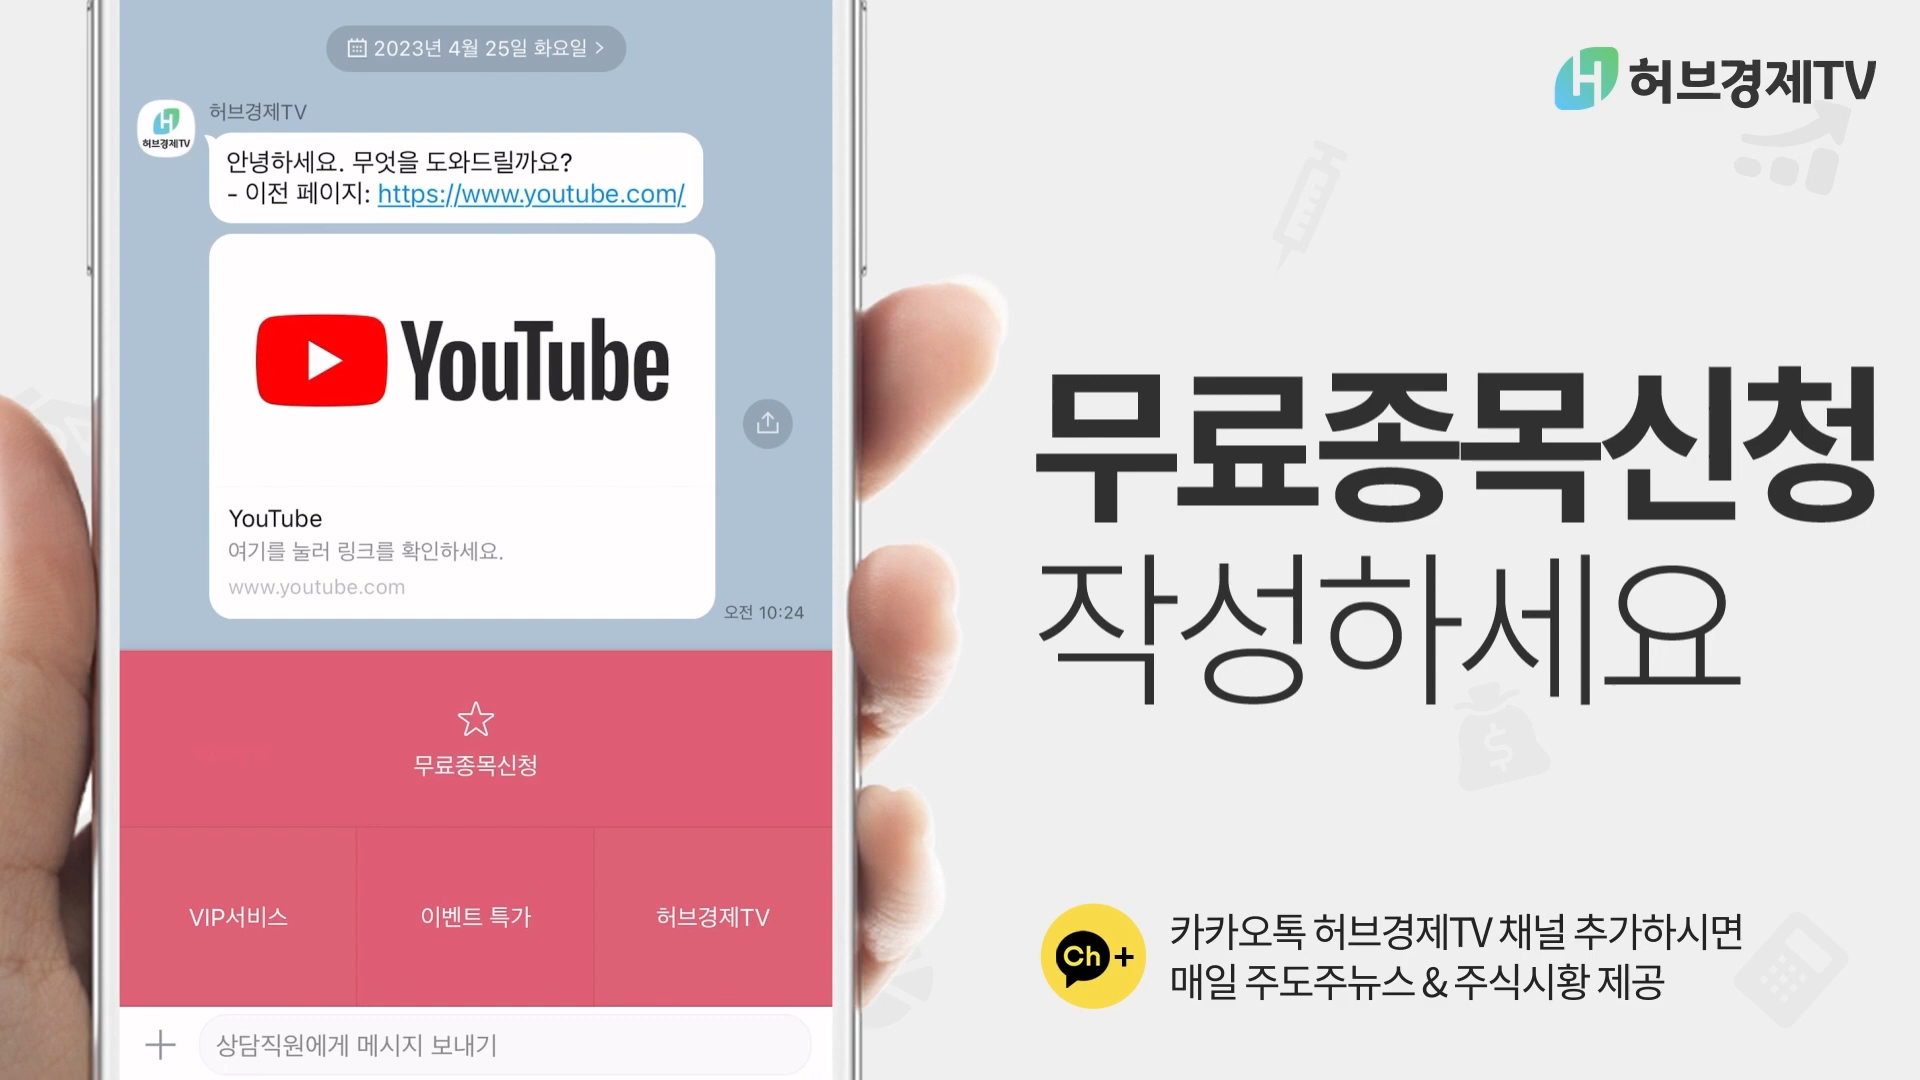 2023년 4월 25일 화요일 >
허브경제TV
허브경제TV
안녕하세요. 무엇을 도와드릴까요?
- 이전 페이지: https://www.youtube.com/
YouTube
YouTube
여기를 눌러 링크를 확인하세요.
www.youtube.com
오전 10:24
무료종목신청
VIP서비스
이벤트 특가
허브경제TV
상담직원에게 메시지 보내기
H 허브경제TV
무료종목신청
작성하세요
Ch+
카카오톡 허브경제TV 채널 추가하시면
매일 주도주뉴스 & 주식시황 제공